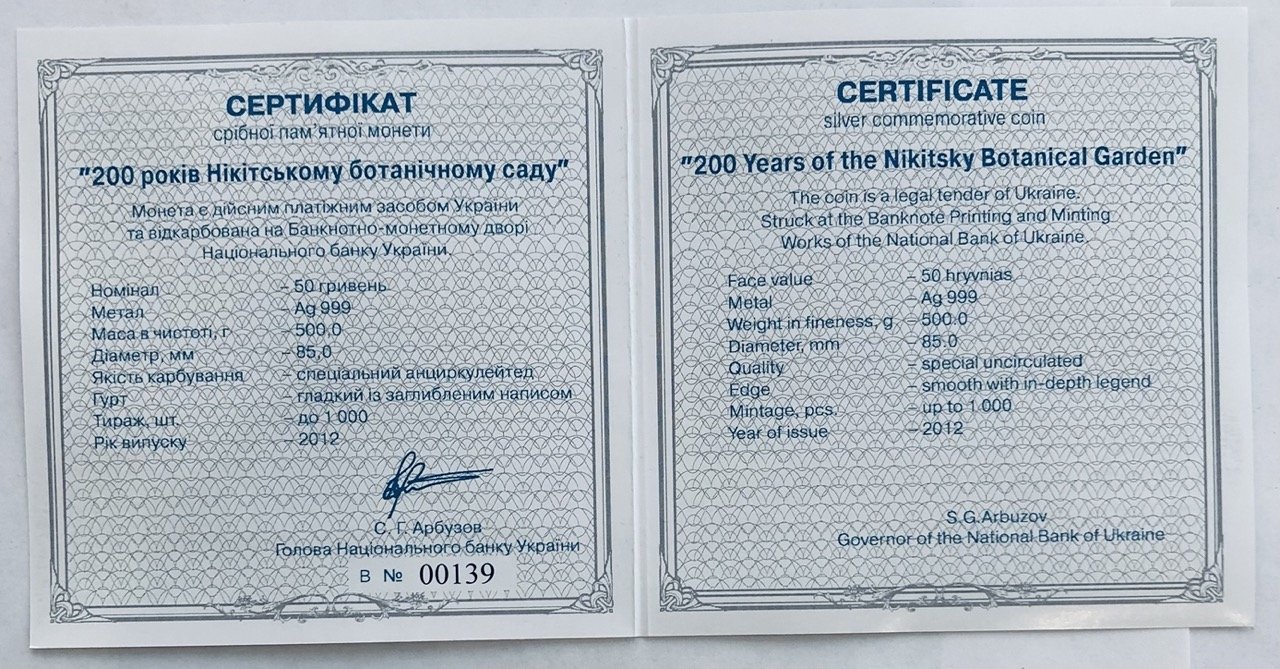 СЕРТИФІКАТ
срібної пам'ятної монети
"200 років Нікітському ботанічному саду"
Монета є дійсним платіжним засобом України
та відкарбована на Банкнотно-монетному дворі
Національного банку України.
Номінал – 50 гривень
Метал – Ag 999
Маса в чистоті, г – 500.0
Діаметр, мм – 85,0
Якість карбування – спеціальний анциркулейтед
Гурт гладкий із заглибленим написом
Тираж, шт. – до 1 000
Рік випуску – 2012
С. Г. Арбузов
Голова Національного банку України
В № 00139
CERTIFICATE
silver commemorative coin
"200 Years of the Nikitsky Botanical Garden"
The coin is a legal tender of Ukraine.
Struck at the Banknote Printing and Minting
Works of the National Bank of Ukraine.
Face value – 50 hryvnias
Metal – Ag 999
Weight in fineness, g – 500.0
Diameter, mm – 85.0
Quality – special uncirculated
Edge – smooth with in-depth legend
Mintage, pcs. – up to 1 000
Year of issue – 2012
S.G.Arbuzov
Governor of the National Bank of Ukraine